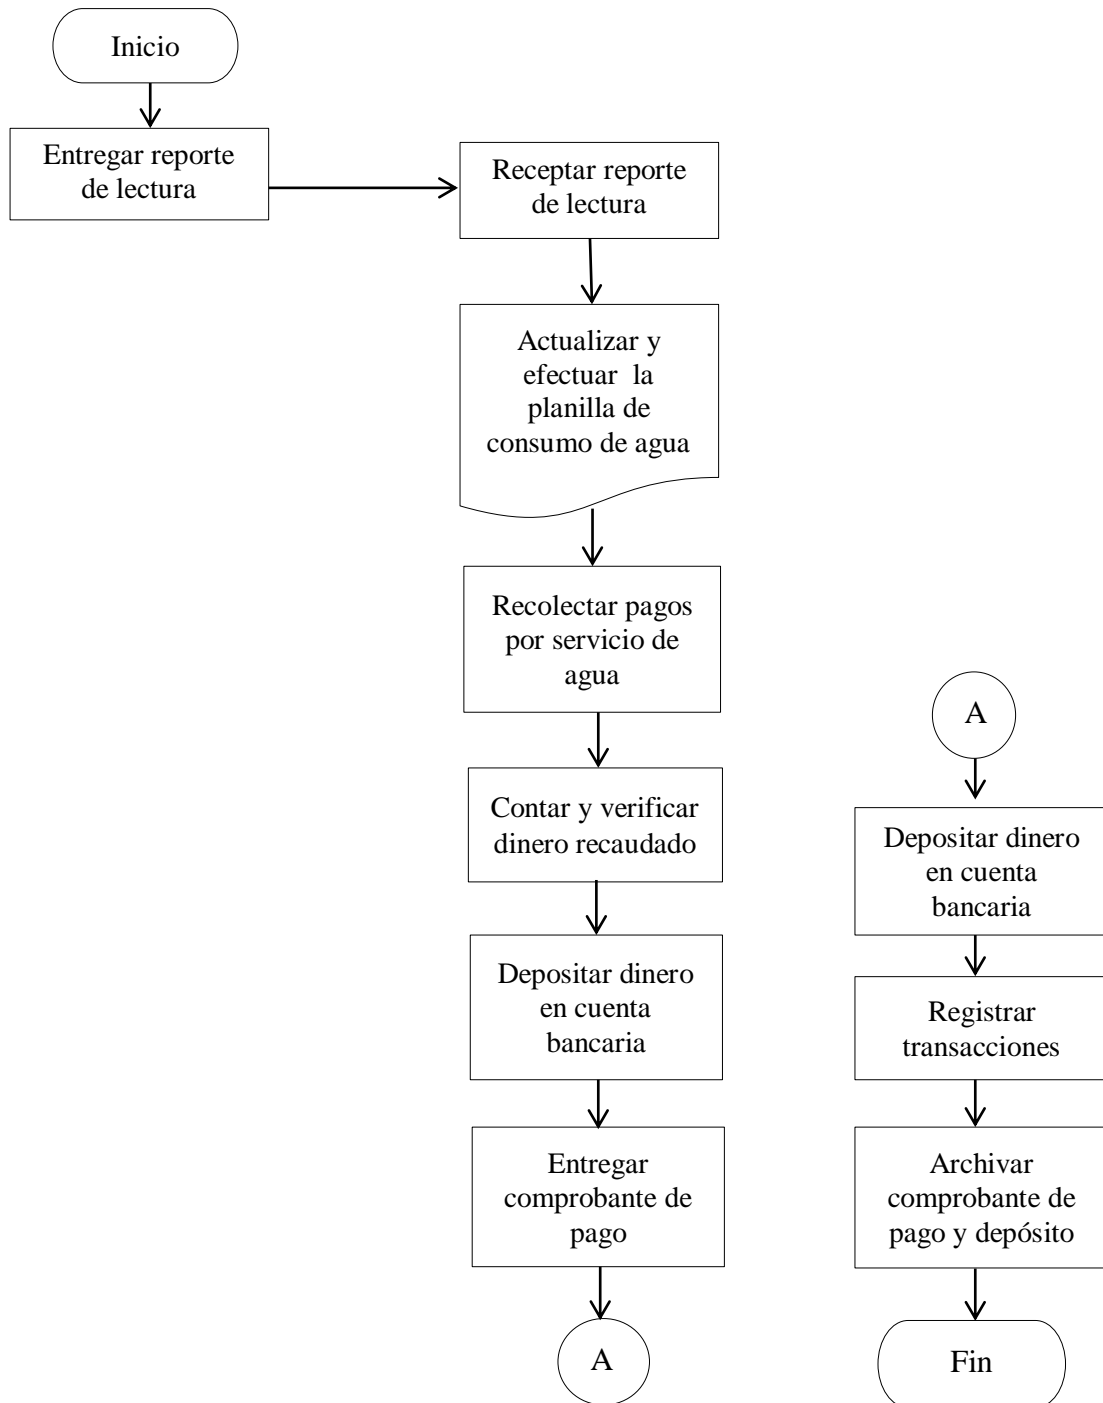 Inicio
Entregar reporte
de lectura
Receptar reporte
de lectura
Actualizar y
efectuar la
planilla de
consumo de agua
Recolectar pagos
por servicio de
agua
Contar y verificar
dinero recaudado
Depositar dinero
en cuenta
bancaria
Entregar
comprobante de
pago
A
A
Depositar dinero
en cuenta
bancaria
Registrar
transacciones
Archivar
comprobante de
pago y depósito
Fin